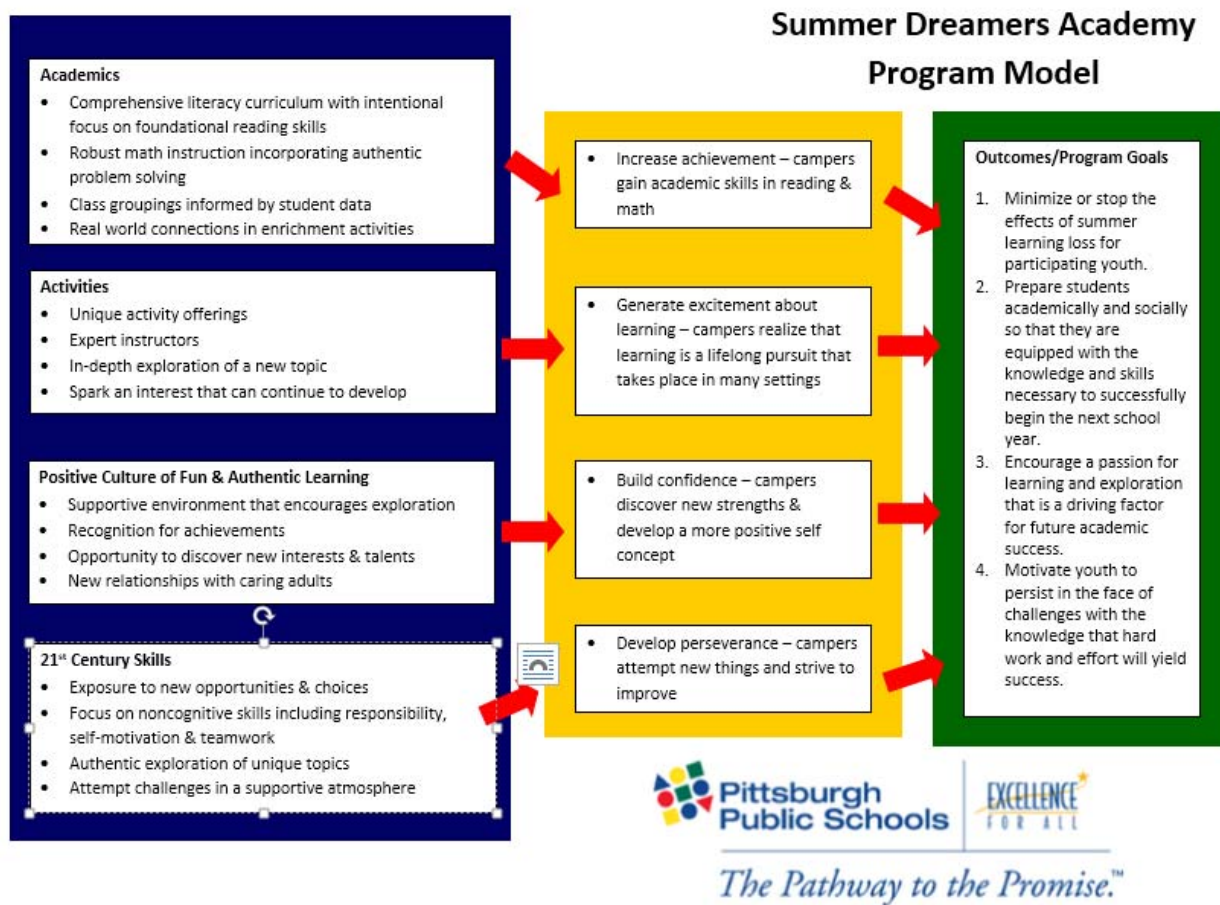 Summer Dreamers Academy
Program Model
Academics
• Comprehensive literacy curriculum with intentional
focus on foundational reading skills
• Robust math instruction incorporating authentic
problem solving
• Class groupings informed by student data
• Real world connections in enrichment activities
Activities
• Unique activity offerings
• Expert instructors
• In-depth exploration of a new topic
• Spark an interest that can continue to develop
Positive Culture of Fun & Authentic Learning
• Supportive environment that encourages exploration
• Recognition for achievements
• Opportunity to discover new interests & talents
• New relationships with caring adults
21st Century Skills
• Exposure to new opportunities & choices
• Focus on noncognitive skills including responsibility,
self-motivation & teamwork
• Authentic exploration of unique topics
• Attempt challenges in a supportive atmosphere
• Increase achievement – campers
gain academic skills in reading &
math
• Generate excitement about
learning – campers realize that
learning is a lifelong pursuit that
takes place in many settings
• Build confidence – campers
discover new strengths &
develop a more positive self
concept
• Develop perseverance – campers
attempt new things and strive to
improve
Outcomes/Program Goals
1. Minimize or stop the
effects of summer
learning loss for
participating youth.
2. Prepare students
academically and socially
so that they are
equipped with the
knowledge and skills
necessary to successfully
begin the next school
year.
3. Encourage a passion for
learning and exploration
that is a driving factor
for future academic
success.
4. Motivate youth to
persist in the face of
challenges with the
knowledge that hard
work and effort will yield
success.
Pittsburgh
Public Schools
EXCELLENCE
FOR ALL
The Pathway to the Promise.™